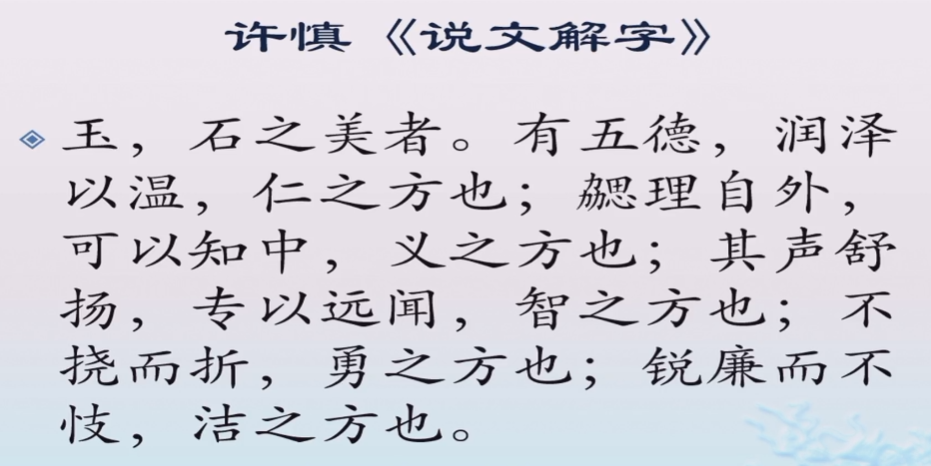 许慎《说文解字》
玉，石之美者。有五德，润泽
以温，仁之方也；勰理自外，
可以知中，义之方也；其声舒
扬，专以远闻，智之方也；不
挠而折，勇之方也；锐廉而不
忮，洁之方也。